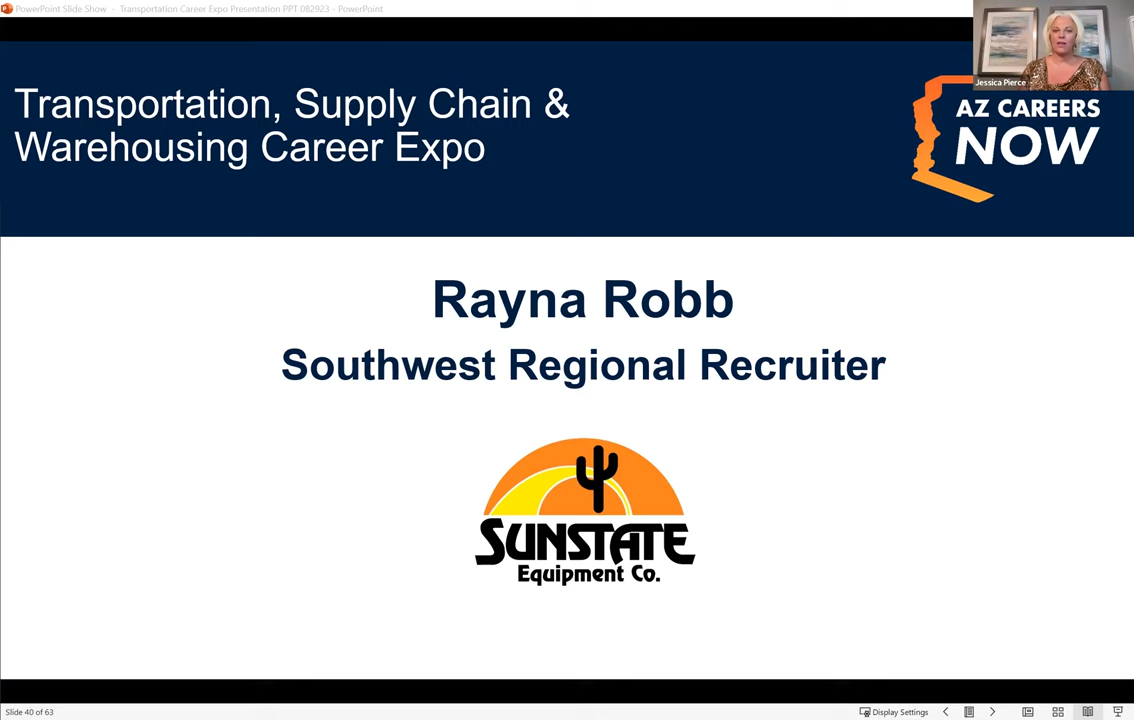 PowerPoint Slide Show - Transportation Career Expo Presentation PPT 082923 - PowerPoint
Jessica Pierce
Transportation, Supply Chain &
Warehousing Career Expo
AZ CAREERS
NOW
Rayna Robb
Southwest Regional Recruiter
SUNSTATE
Equipment Co.
Slide 40 of 63
Display Settings